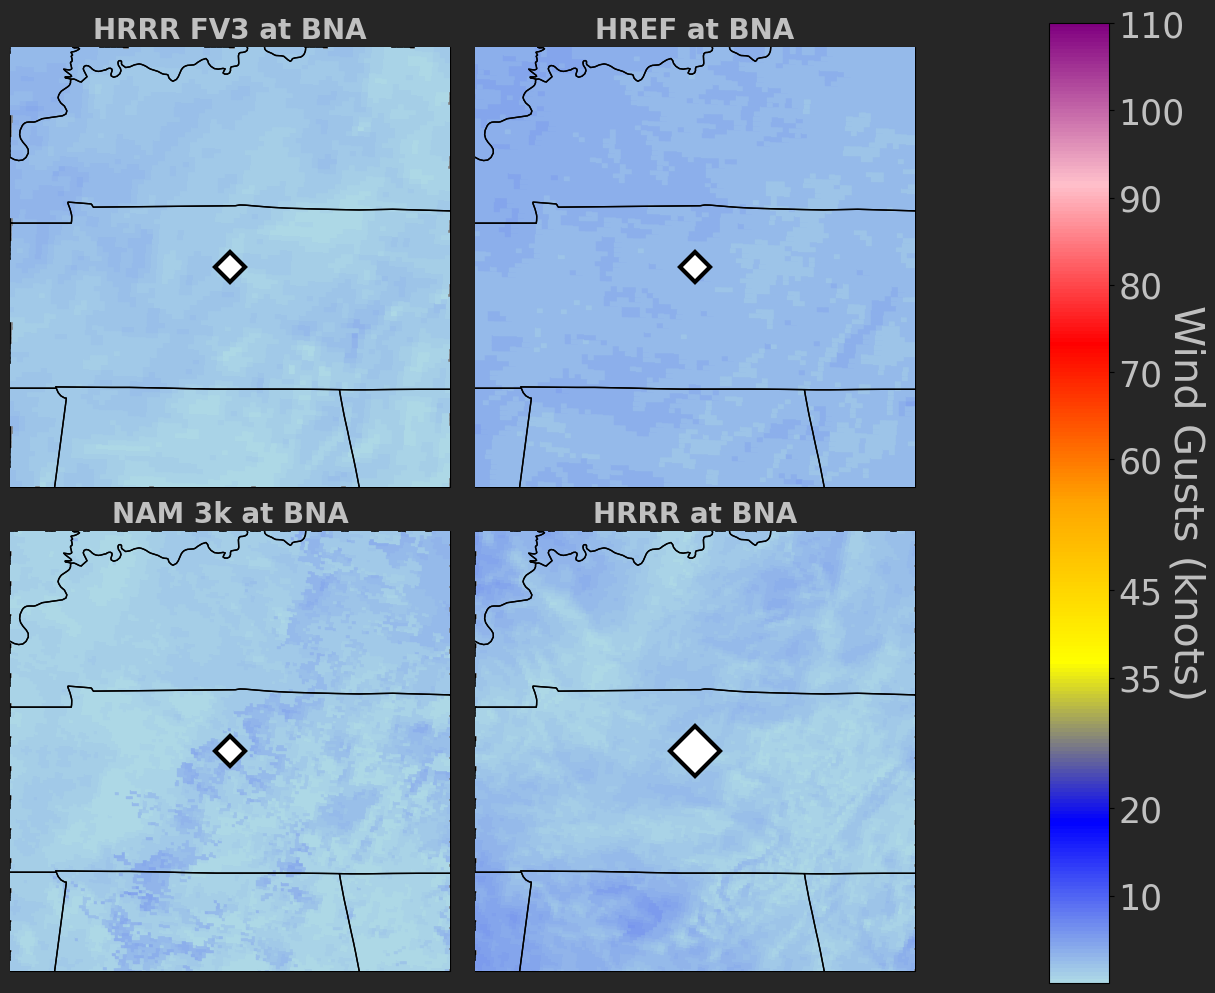 HRRR FV3 at BNA
HREF at BNA
NAM 3k at BNA
HRRR at BNA
110
100
90
80
70
60
45
35
20
10
Wind Gusts (knots)